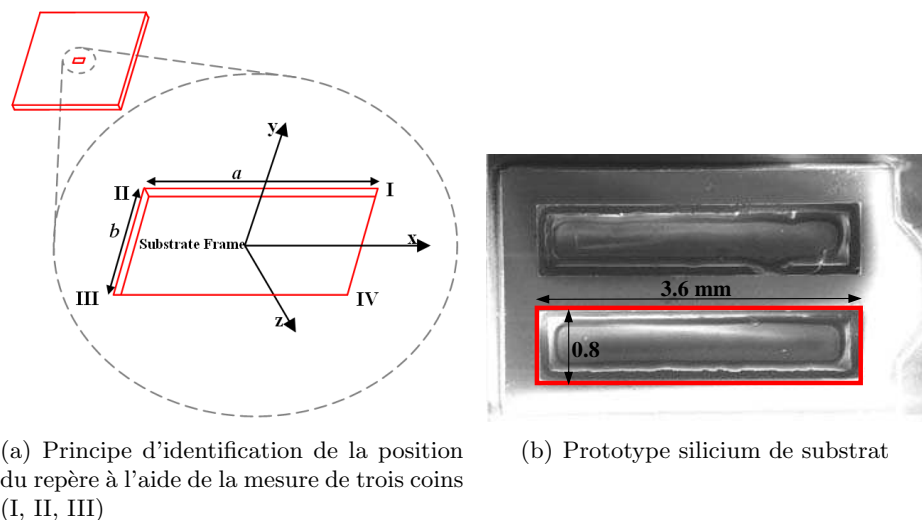 y
a
I
II
b
Substrate Frame
x
III
IV
z
3.6 mm
0.8
(a) Principe d'identification de la position
du repère à l'aide de la mesure de trois coins
(I, II, III)
(b) Prototype silicium de substrat